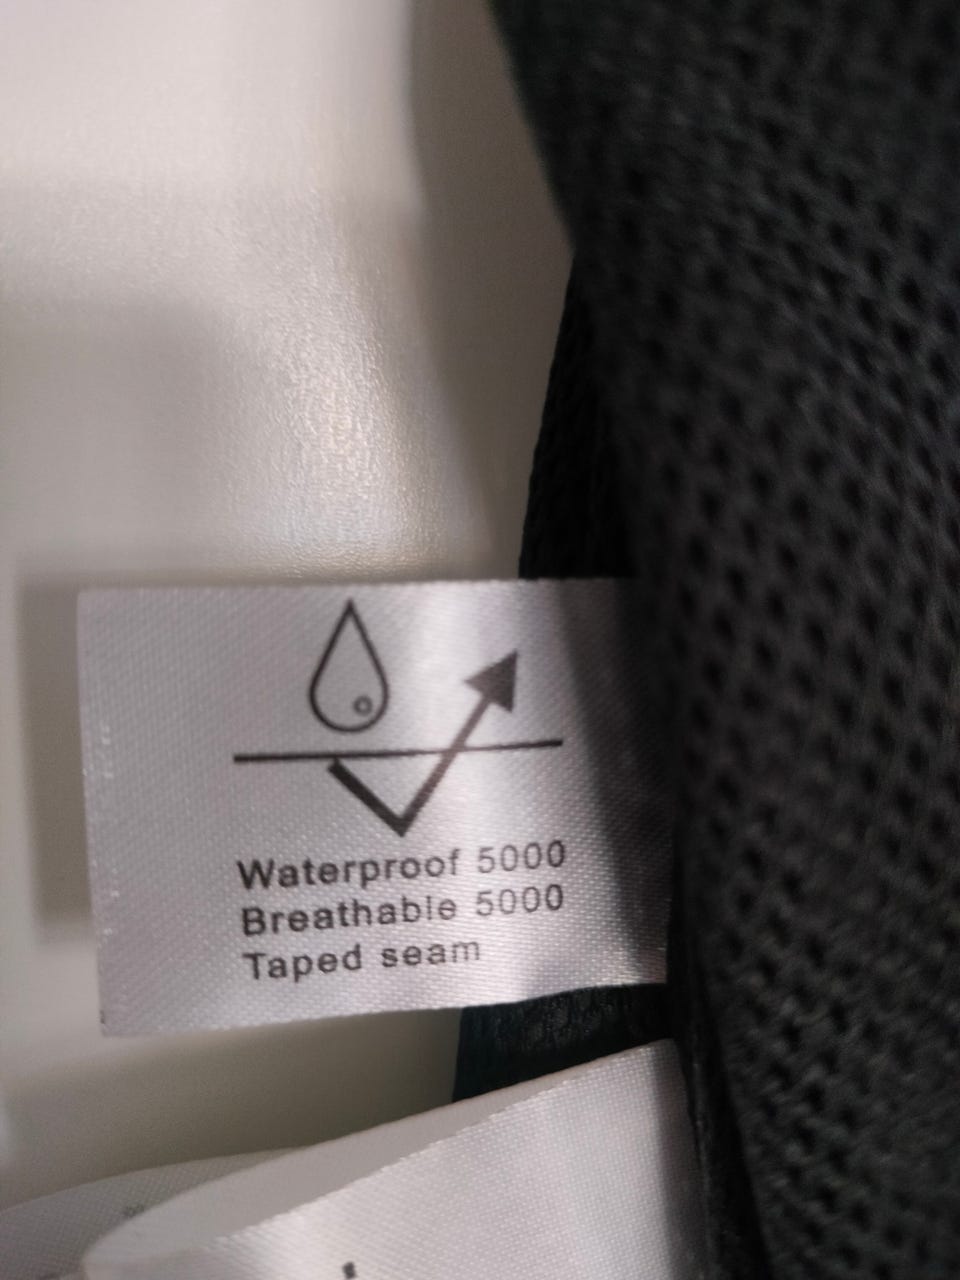 Waterproof 5000
Breathable 5000
Taped seam